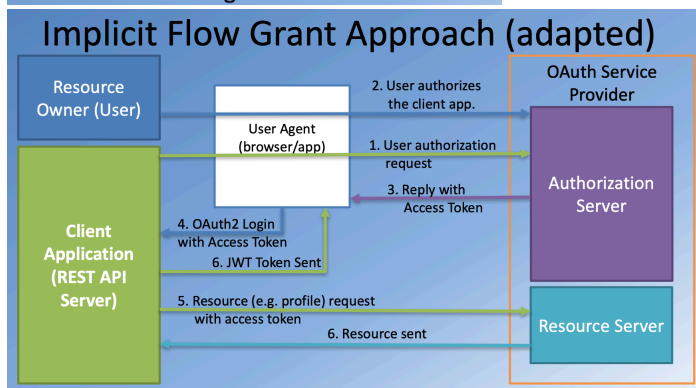 Implicit Flow Grant Approach (adapted)
Resource
Owner (User)
User Agent
(browser/app)
2. User authorizes
the client app.
OAuth Service
Provider
1. User authorization
request
3. Reply with
Access Token
Authorization
Server
Client
Application
(REST API
Server)
4. OAuth2 Login
with Access Token
6. JWT Token Sent
5. Resource (e.g. profile) request
with access token
6. Resource sent
Resource Server